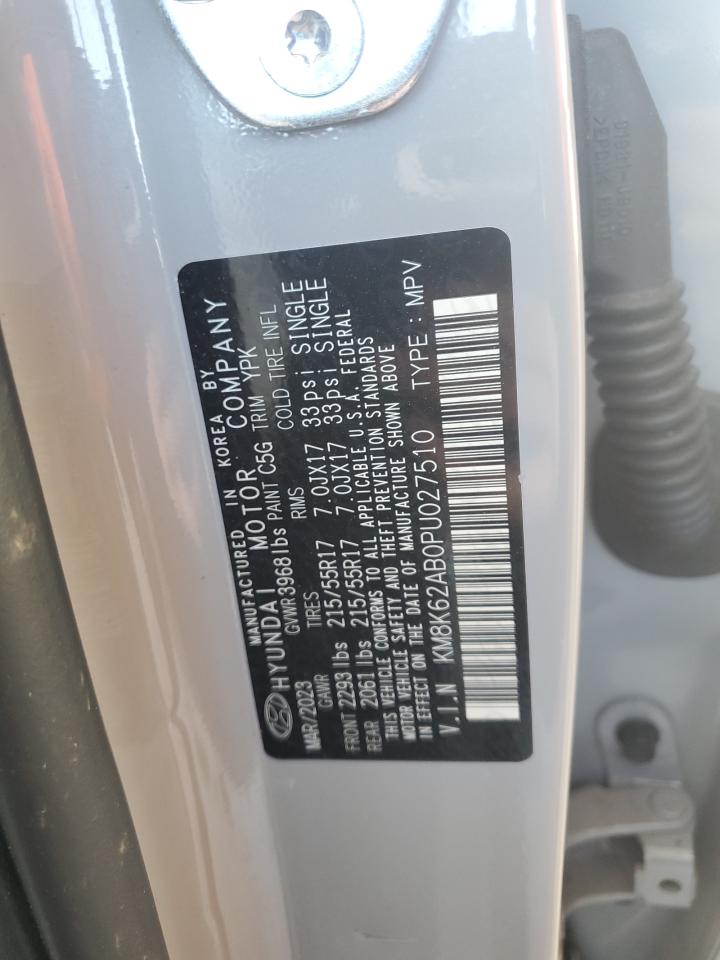 MANUFACTURED IN KOREA BY
HYUNDAI MOTOR COMPANY
MAR/2023 GVWR 3968 lbs PAINT C5G TRIM YPK
GAWR TIRES RIMS COLD TIRE INFL
FRONT 2293 lbs 215/55R17 7.0JX17 33psi SINGLE
REAR 2061 lbs 215/55R17 7.0JX17 33psi SINGLE
THIS VEHICLE CONFORMS TO ALL APPLICABLE U.S.A. FEDERAL
MOTOR VEHICLE SAFETY AND THEFT PREVENTION STANDARDS
IN EFFECT ON THE DATE OF MANUFACTURE SHOWN ABOVE
V.I.N KM8K62AB0PU027510 TYPE : MPV